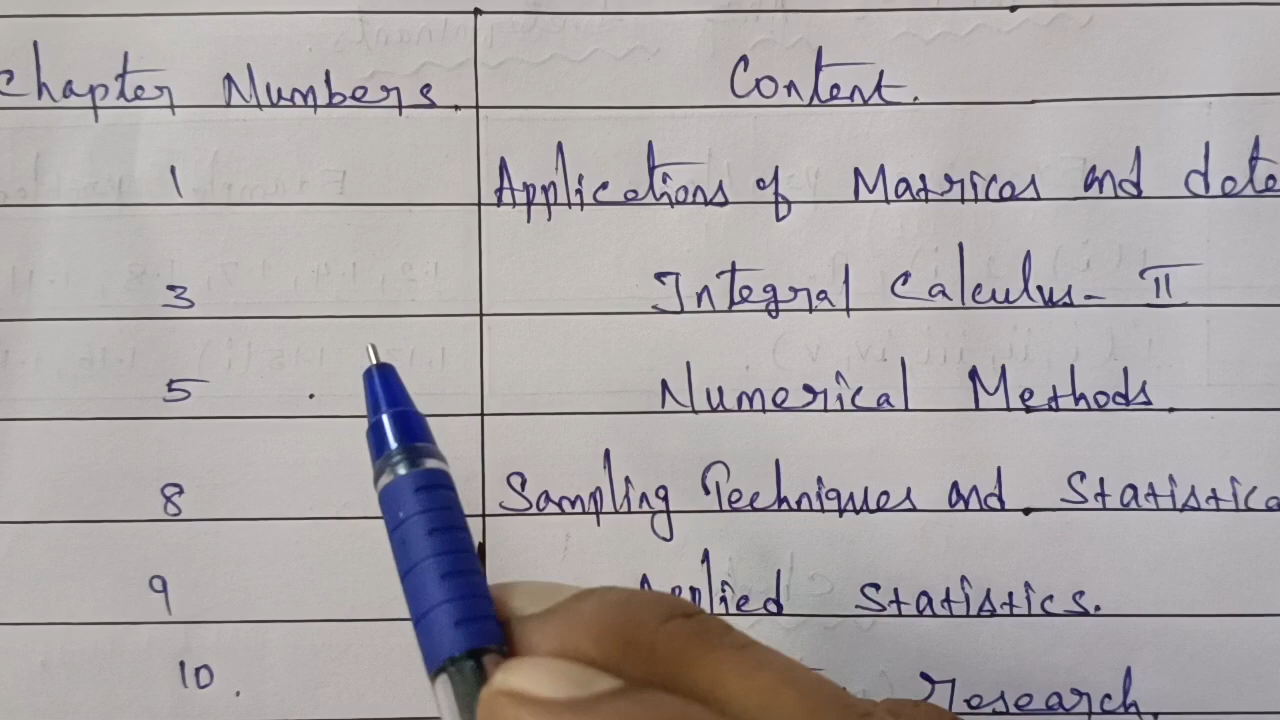 Chapter Numbers. Content.
1 Applications of Matrices and dete
3 Integral Calculus - II
5 Numerical Methods
8 Sampling Techniques and Statistica
9 Applied Statistics.
10. research.